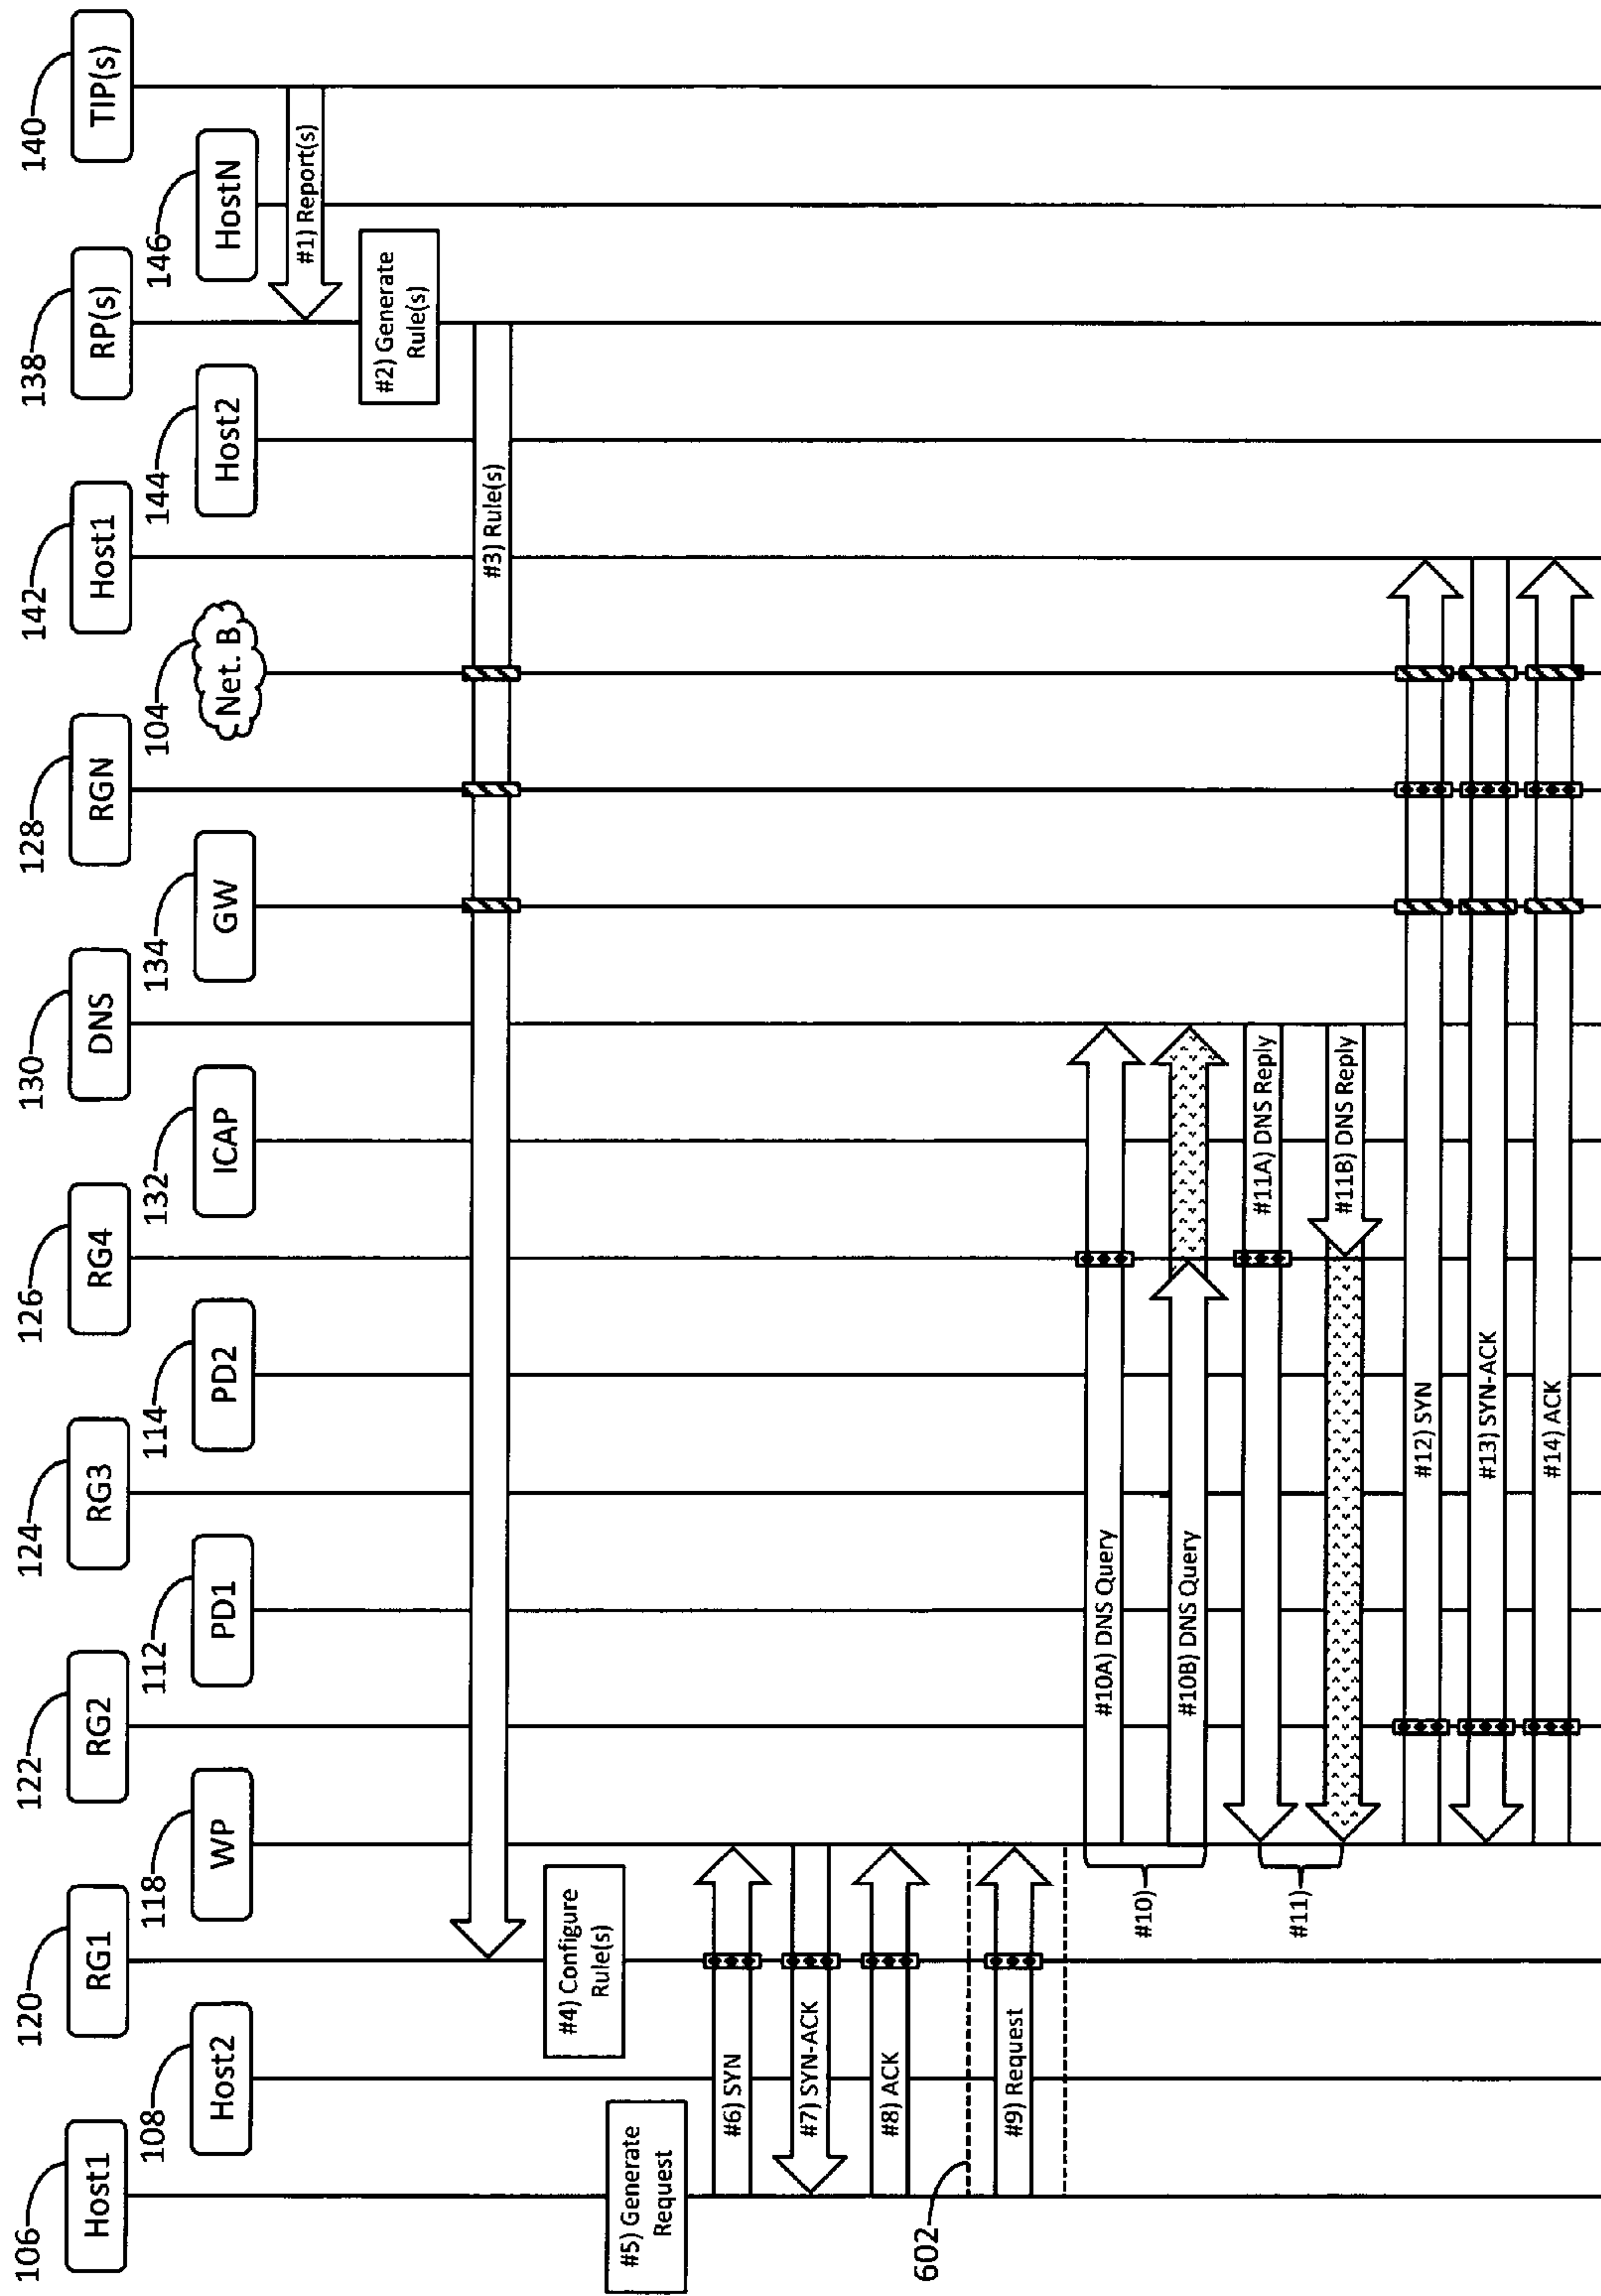 140
TIP(s)
146
HostN
138
RP(s)
144
Host2
142
Host1
104
Net. B
128
RGN
134
GW
130
DNS
132
ICAP
126
RG4
114
PD2
124
RG3
112
PD1
122
RG2
118
WP
120
RG1
108
Host2
106
Host1
#1) Report(s)
#2) Generate
Rule(s)
#3) Rule(s)
#4) Configure
Rule(s)
#5) Generate
Request
#6) SYN
#7) SYN-ACK
#8) ACK
602
#9) Request
#10)
#10A) DNS Query
#10B) DNS Query
#11)
#11A) DNS Reply
#11B) DNS Reply
#12) SYN
#13) SYN-ACK
#14) ACK